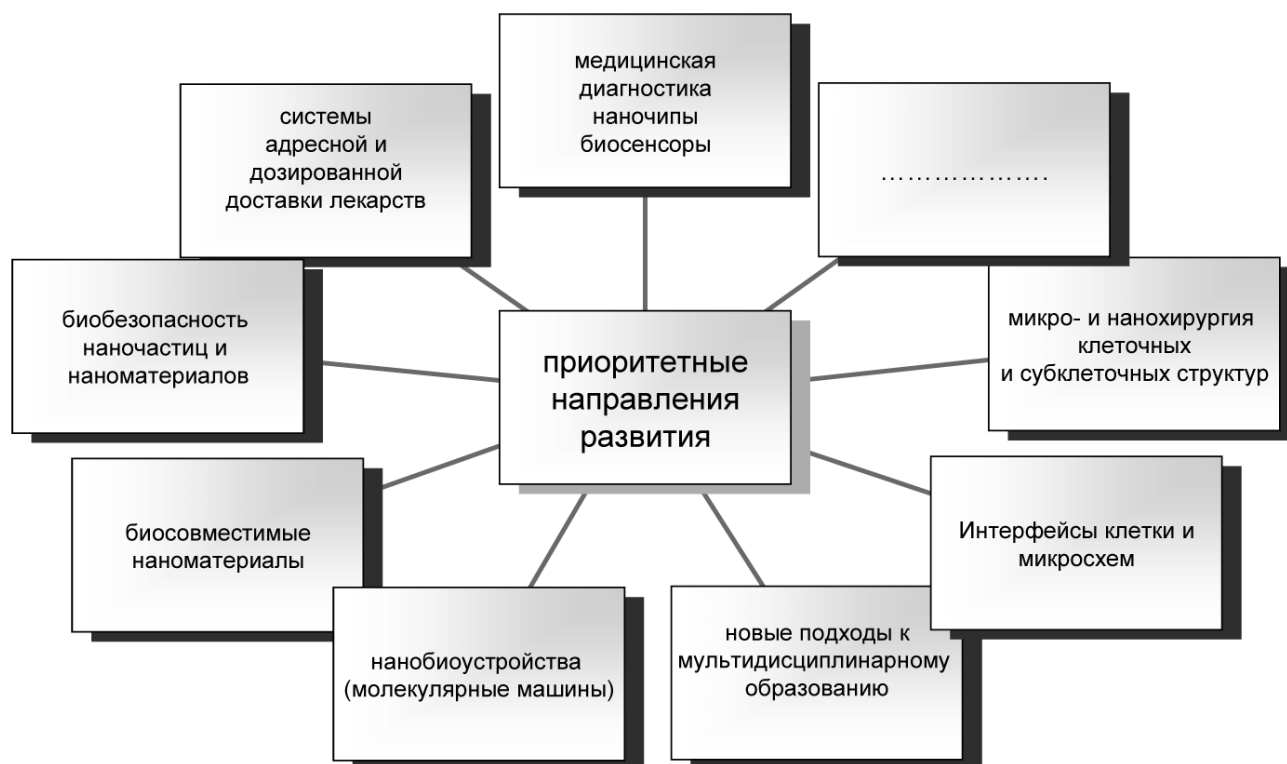 медицинская
диагностика
наночипы
биосенсоры
системы
адресной и
дозированной
доставки лекарств
……………….
биобезопасность
наночастиц и
наноматериалов
приоритетные
направления
развития
микро- и нанохирургия
клеточных
и субклеточных структур
биосовместимые
наноматериалы
Интерфейсы клетки и
микросхем
нанобиоустройства
(молекулярные машины)
новые подходы к
мультидисциплинарному
образованию